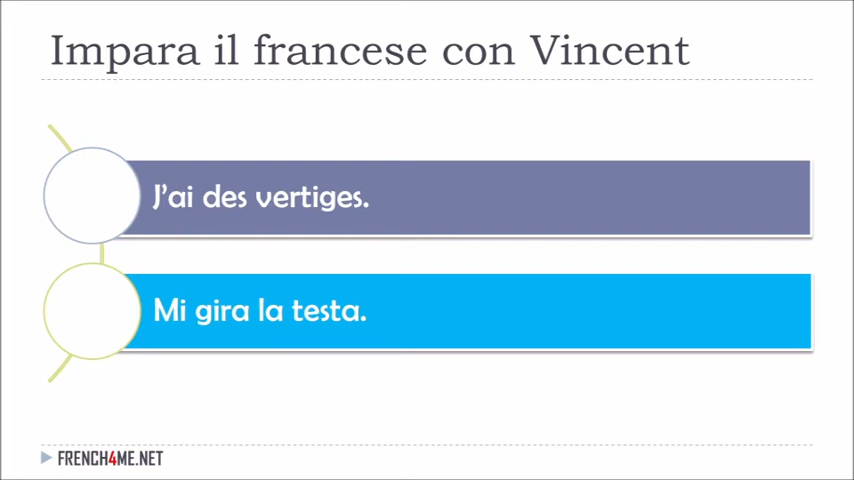 Impara il francese con Vincent
J'ai des vertiges.
Mi gira la testa.
FRENCH4ME.NET